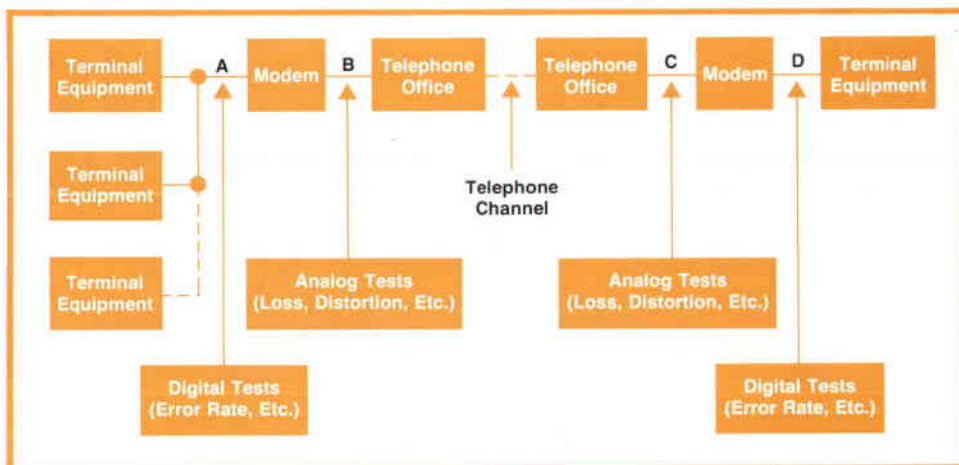 Terminal
Equipment
A
Modem
B
Telephone
Office
Telephone
Office
C
Modem
D
Terminal
Equipment
Terminal
Equipment
Telephone
Channel
Terminal
Equipment
Analog Tests
(Loss, Distortion, Etc.)
Analog Tests
(Loss, Distortion, Etc.)
Digital Tests
(Error Rate, Etc.)
Digital Tests
(Error Rate, Etc.)